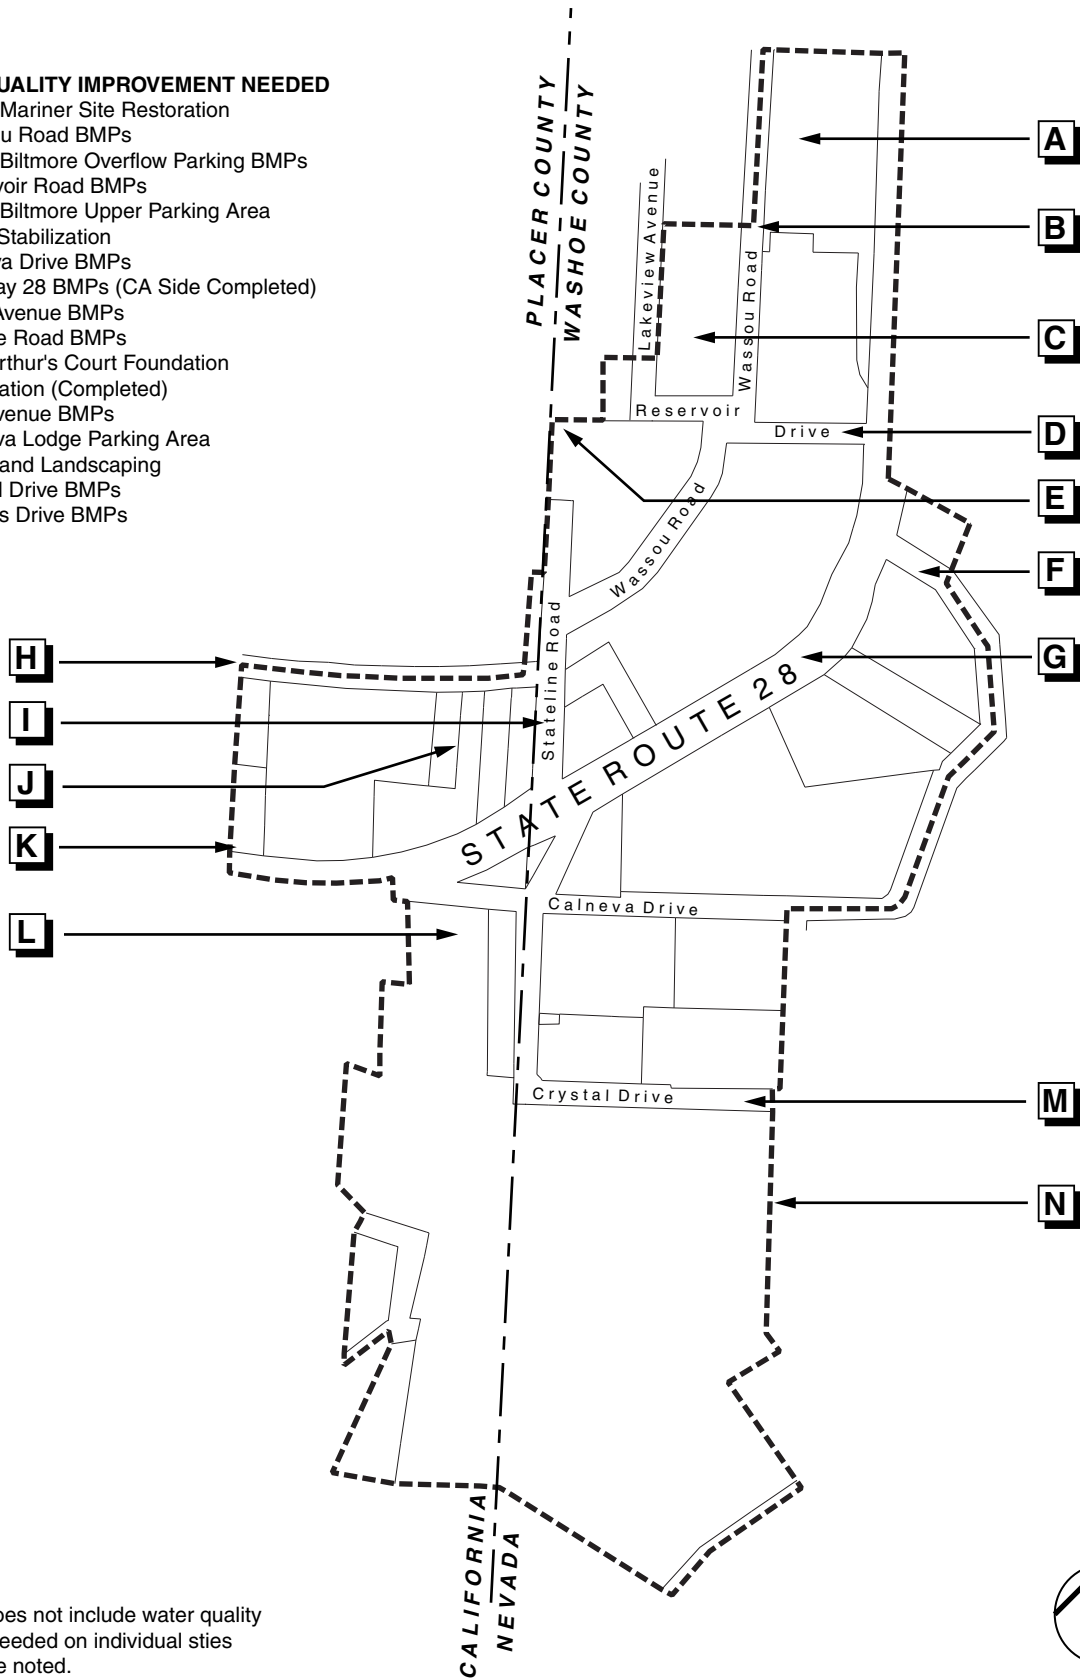 UALITY IMPROVEMENT NEEDED
Mariner Site Restoration
u Road BMPs
Biltmore Overflow Parking BMPs
voir Road BMPs
Biltmore Upper Parking Area
Stabilization
va Drive BMPs
ay 28 BMPs (CA Side Completed)
Avenue BMPs
e Road BMPs
rthur's Court Foundation
ation (Completed)
venue BMPs
va Lodge Parking Area
and Landscaping
l Drive BMPs
s Drive BMPs
PLACER COUNTY
WASHOE COUNTY
Lakeview Avenue
Wassou Road
Reservoir
Drive
Wassou Road
Stateline Road
STATE ROUTE 28
Calneva Drive
Crystal Drive
A
B
C
D
E
F
G
H
I
J
K
L
M
N
CALIFORNIA
NEVADA
oes not include water quality
eeded on individual sties
e noted.